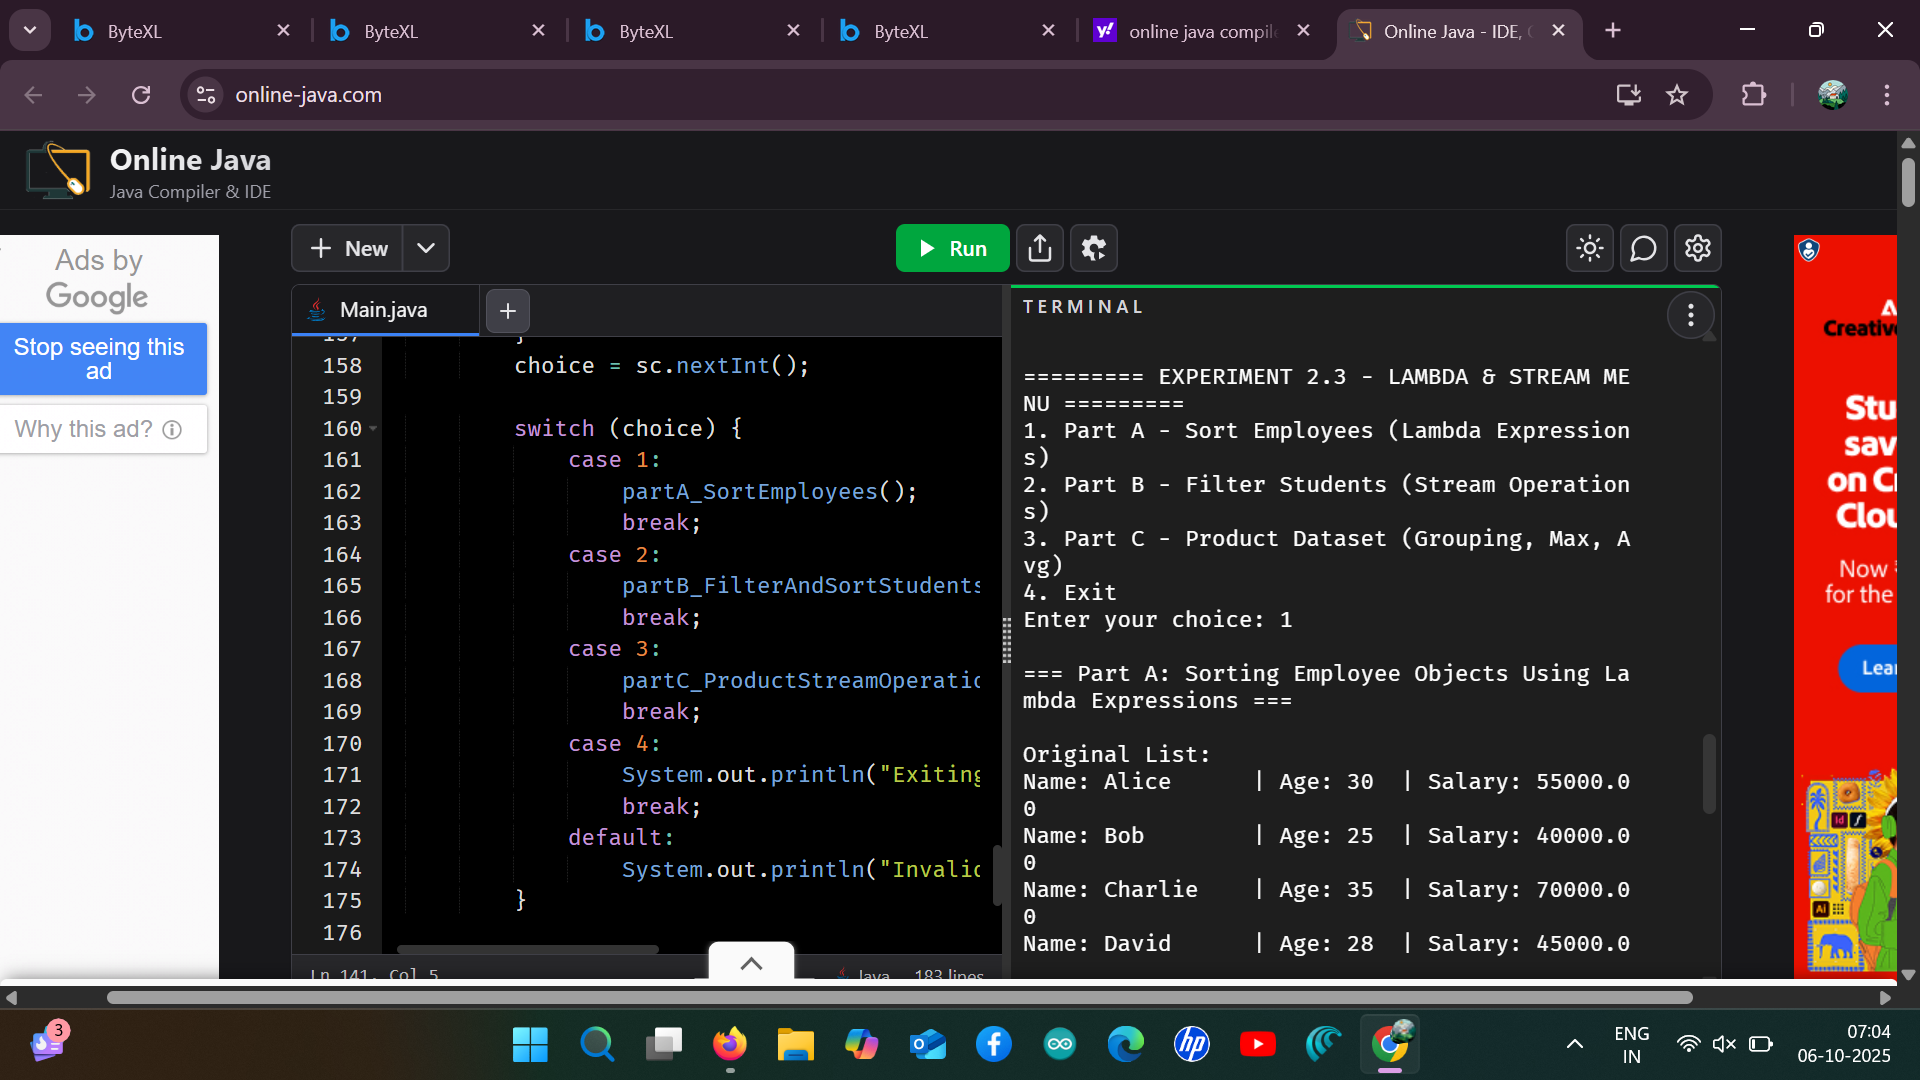 ByteXL
ByteXL
ByteXL
ByteXL
online java compil
Online Java - IDE,
online-java.com
Online Java
Java Compiler & IDE
Ads by
Google
Stop seeing this
ad
Why this ad?
New
Run
Main.java
158 choice = sc.nextInt();
159
160 switch (choice) {
161 case 1:
162 partA_SortEmployees();
163 break;
164 case 2:
165 partB_FilterAndSortStudents
166 break;
167 case 3:
168 partC_ProductStreamOperatio
169 break;
170 case 4:
171 System.out.println("Exiting
172 break;
173 default:
174 System.out.println("Invalid
175 }
176
Ln 141, Col 5
Java
183 lines
TERMINAL
========= EXPERIMENT 2.3 - LAMBDA & STREAM ME
NU =========
1. Part A - Sort Employees (Lambda Expression
s)
2. Part B - Filter Students (Stream Operation
s)
3. Part C - Product Dataset (Grouping, Max, A
vg)
4. Exit
Enter your choice: 1
=== Part A: Sorting Employee Objects Using La
mbda Expressions ===
Original List:
Name: Alice | Age: 30 | Salary: 55000.0
0
Name: Bob | Age: 25 | Salary: 40000.0
0
Name: Charlie | Age: 35 | Salary: 70000.0
0
Name: David | Age: 28 | Salary: 45000.0
Creativ
Stu
sav
on C
Clou
Now
for the
Lea
Id
Ai
3
ENG
IN
07:04
06-10-2025